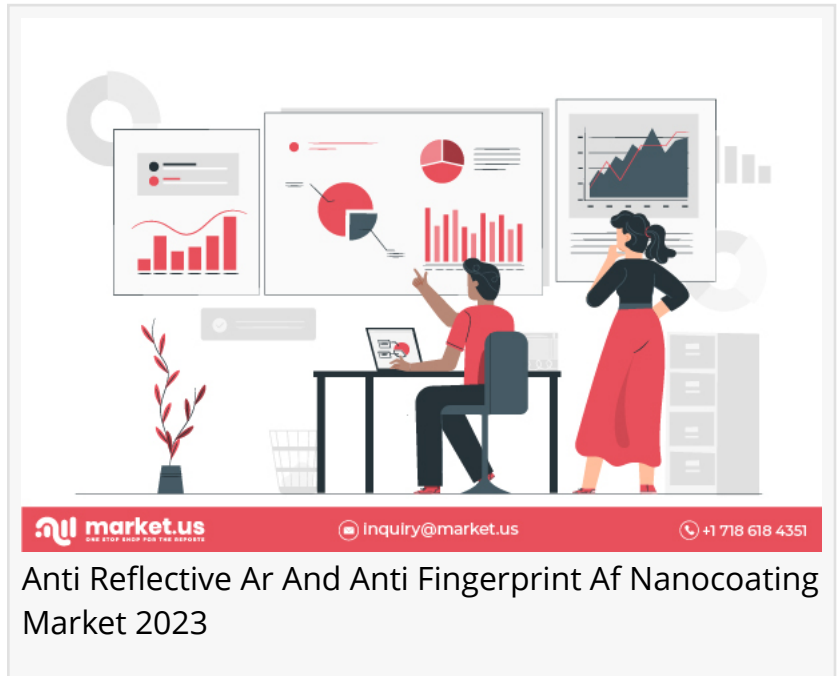 market.us
ONE STOP SHOP FOR THE REPORTS
inquiry@market.us
+1 718 618 4351
Anti Reflective Ar And Anti Fingerprint Af Nanocoating
Market 2023